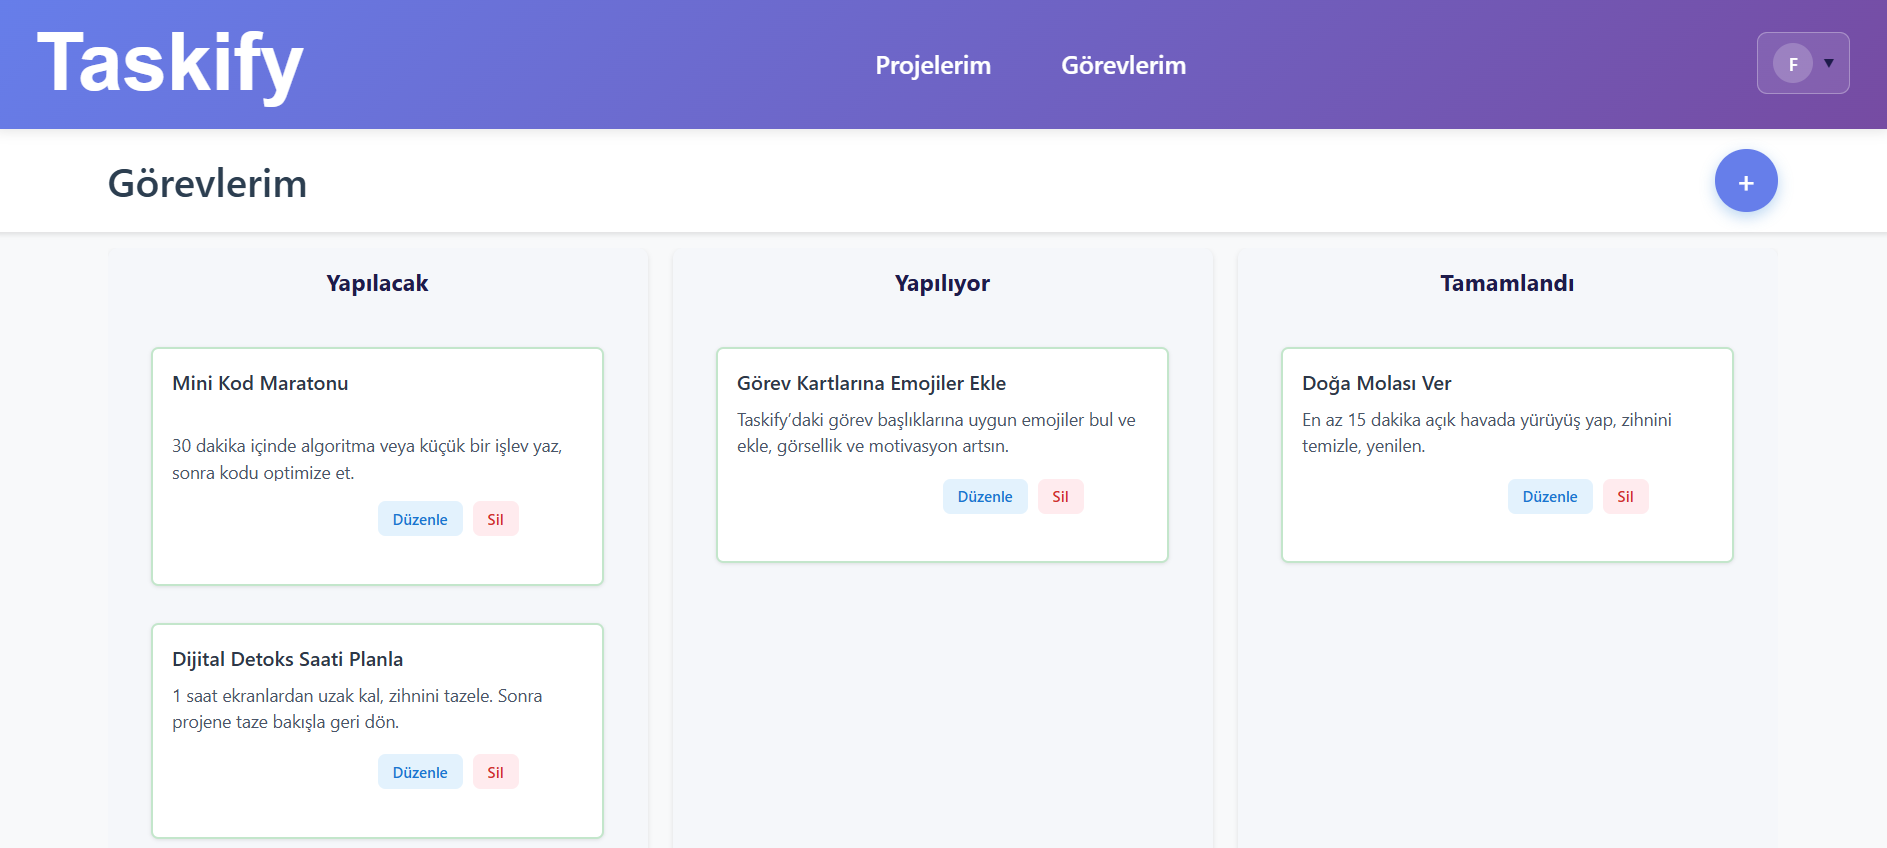 Taskify
Projelerim
Görevlerim
F ▼
Görevlerim
+
Yapılacak
Mini Kod Maratonu
30 dakika içinde algoritma veya küçük bir işlev yaz,
sonra kodu optimize et.
Düzenle
Sil
Dijital Detoks Saati Planla
1 saat ekranlardan uzak kal, zihnini tazele. Sonra
projene taze bakışla geri dön.
Düzenle
Sil
Yapılıyor
Görev Kartlarına Emojiler Ekle
Taskify’daki görev başlıklarına uygun emojiler bul ve
ekle, görsellik ve motivasyon artsın.
Düzenle
Sil
Tamamlandı
Doğa Molası Ver
En az 15 dakika açık havada yürüyüş yap, zihnini
temizle, yenilen.
Düzenle
Sil